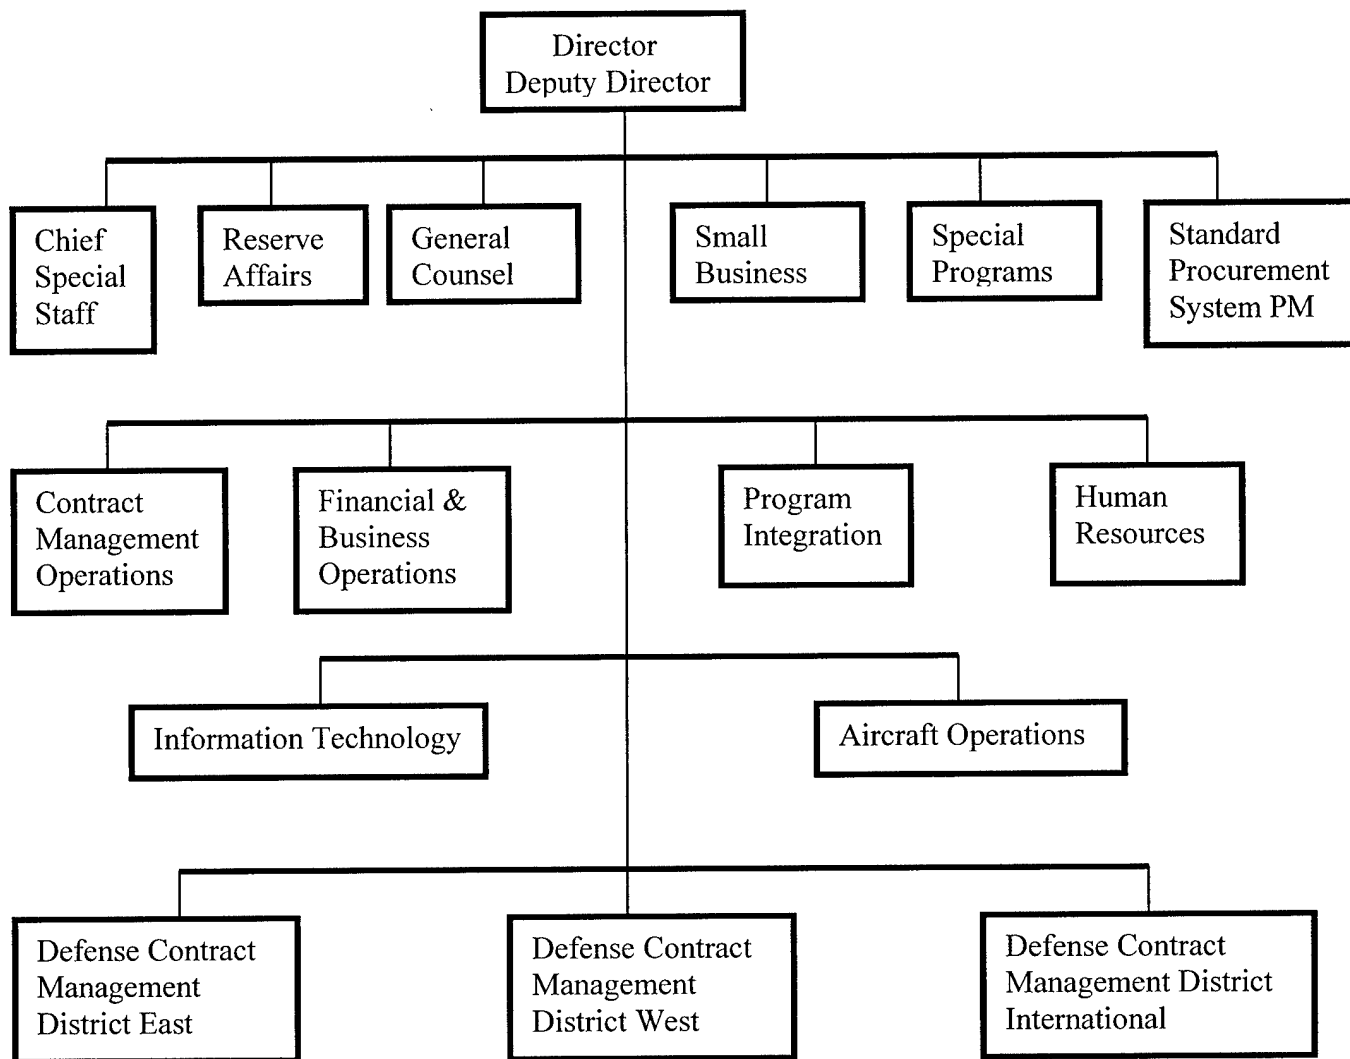 Director
Deputy Director
Chief
Special
Staff
Reserve
Affairs
General
Counsel
Small
Business
Special
Programs
Standard
Procurement
System PM
Contract
Management
Operations
Financial &
Business
Operations
Program
Integration
Human
Resources
Information Technology
Aircraft Operations
Defense Contract
Management
District East
Defense Contract
Management
District West
Defense Contract
Management District
International